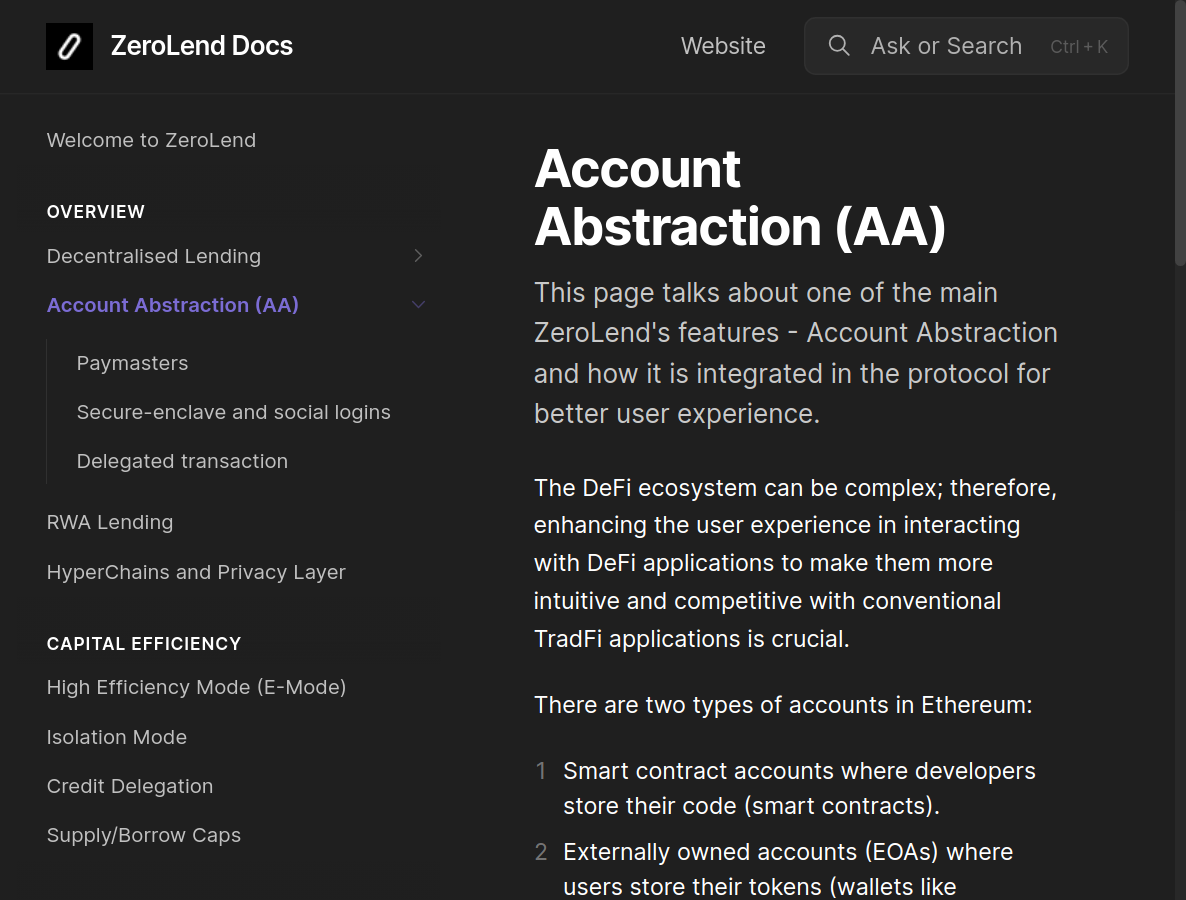 ZeroLend Docs
Website
Ask or Search
Ctrl + K
Welcome to ZeroLend
OVERVIEW
Decentralised Lending
Account Abstraction (AA)
Paymasters
Secure-enclave and social logins
Delegated transaction
RWA Lending
HyperChains and Privacy Layer
CAPITAL EFFICIENCY
High Efficiency Mode (E-Mode)
Isolation Mode
Credit Delegation
Supply/Borrow Caps
Account
Abstraction (AA)
This page talks about one of the main
ZeroLend's features - Account Abstraction
and how it is integrated in the protocol for
better user experience.
The DeFi ecosystem can be complex; therefore,
enhancing the user experience in interacting
with DeFi applications to make them more
intuitive and competitive with conventional
TradFi applications is crucial.
There are two types of accounts in Ethereum:
1 Smart contract accounts where developers
store their code (smart contracts).
2 Externally owned accounts (EOAs) where
users store their tokens (wallets like